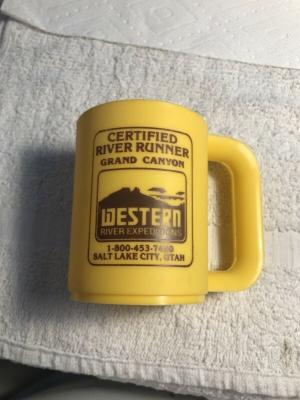 CERTIFIED
RIVER RUNNER
GRAND CANYON
WESTERN
RIVER EXPEDITIONS
1-800-453-7450
SALT LAKE CITY, UTAH